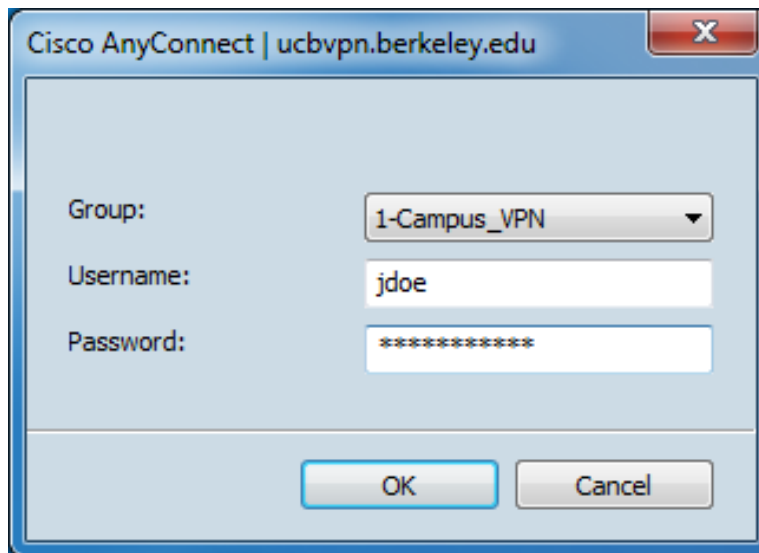 Cisco AnyConnect | ucbvpn.berkeley.edu
Group: 1-Campus_VPN
Username: jdoe
Password: ***********
OK Cancel